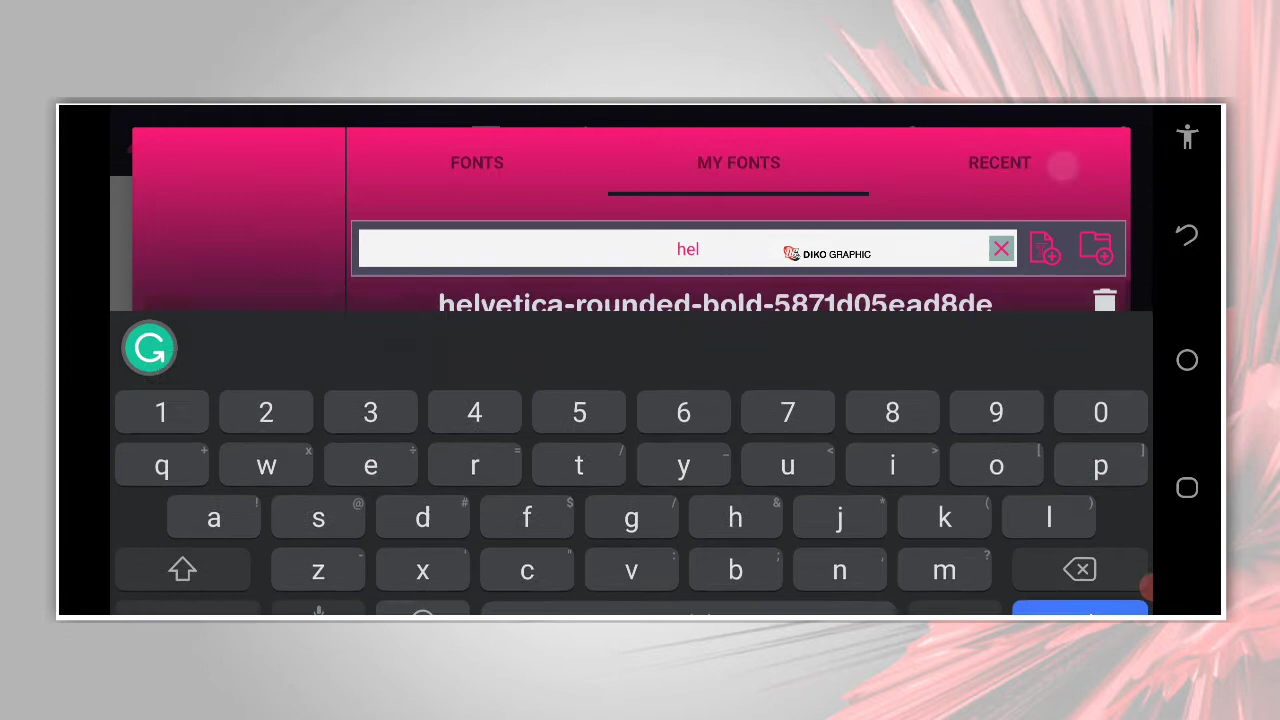 FONTS MY FONTS RECENT
hel
DIKO GRAPHIC
helvetica-rounded-bold-5871d05ead8de
1 2 3 4 5 6 7 8 9 0
q + w x e ÷ r = t / y _ u < i > o [ p ]
a ! s @ d # f $ g / h & j * k ( l )
z - x ' c " v : b ; n , m ?